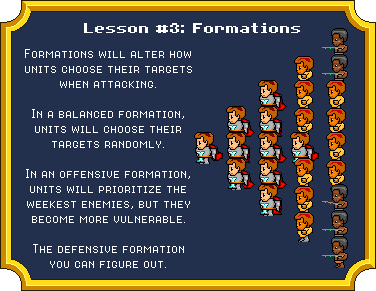 Lesson #3: Formations
Formations will alter how
units choose their targets
when attacking.
In a balanced formation,
units will choose their
targets randomly.
In an offensive formation,
units will prioritize the
weakest enemies, but they
become more vulnerable.
The defensive formation
you can figure out.